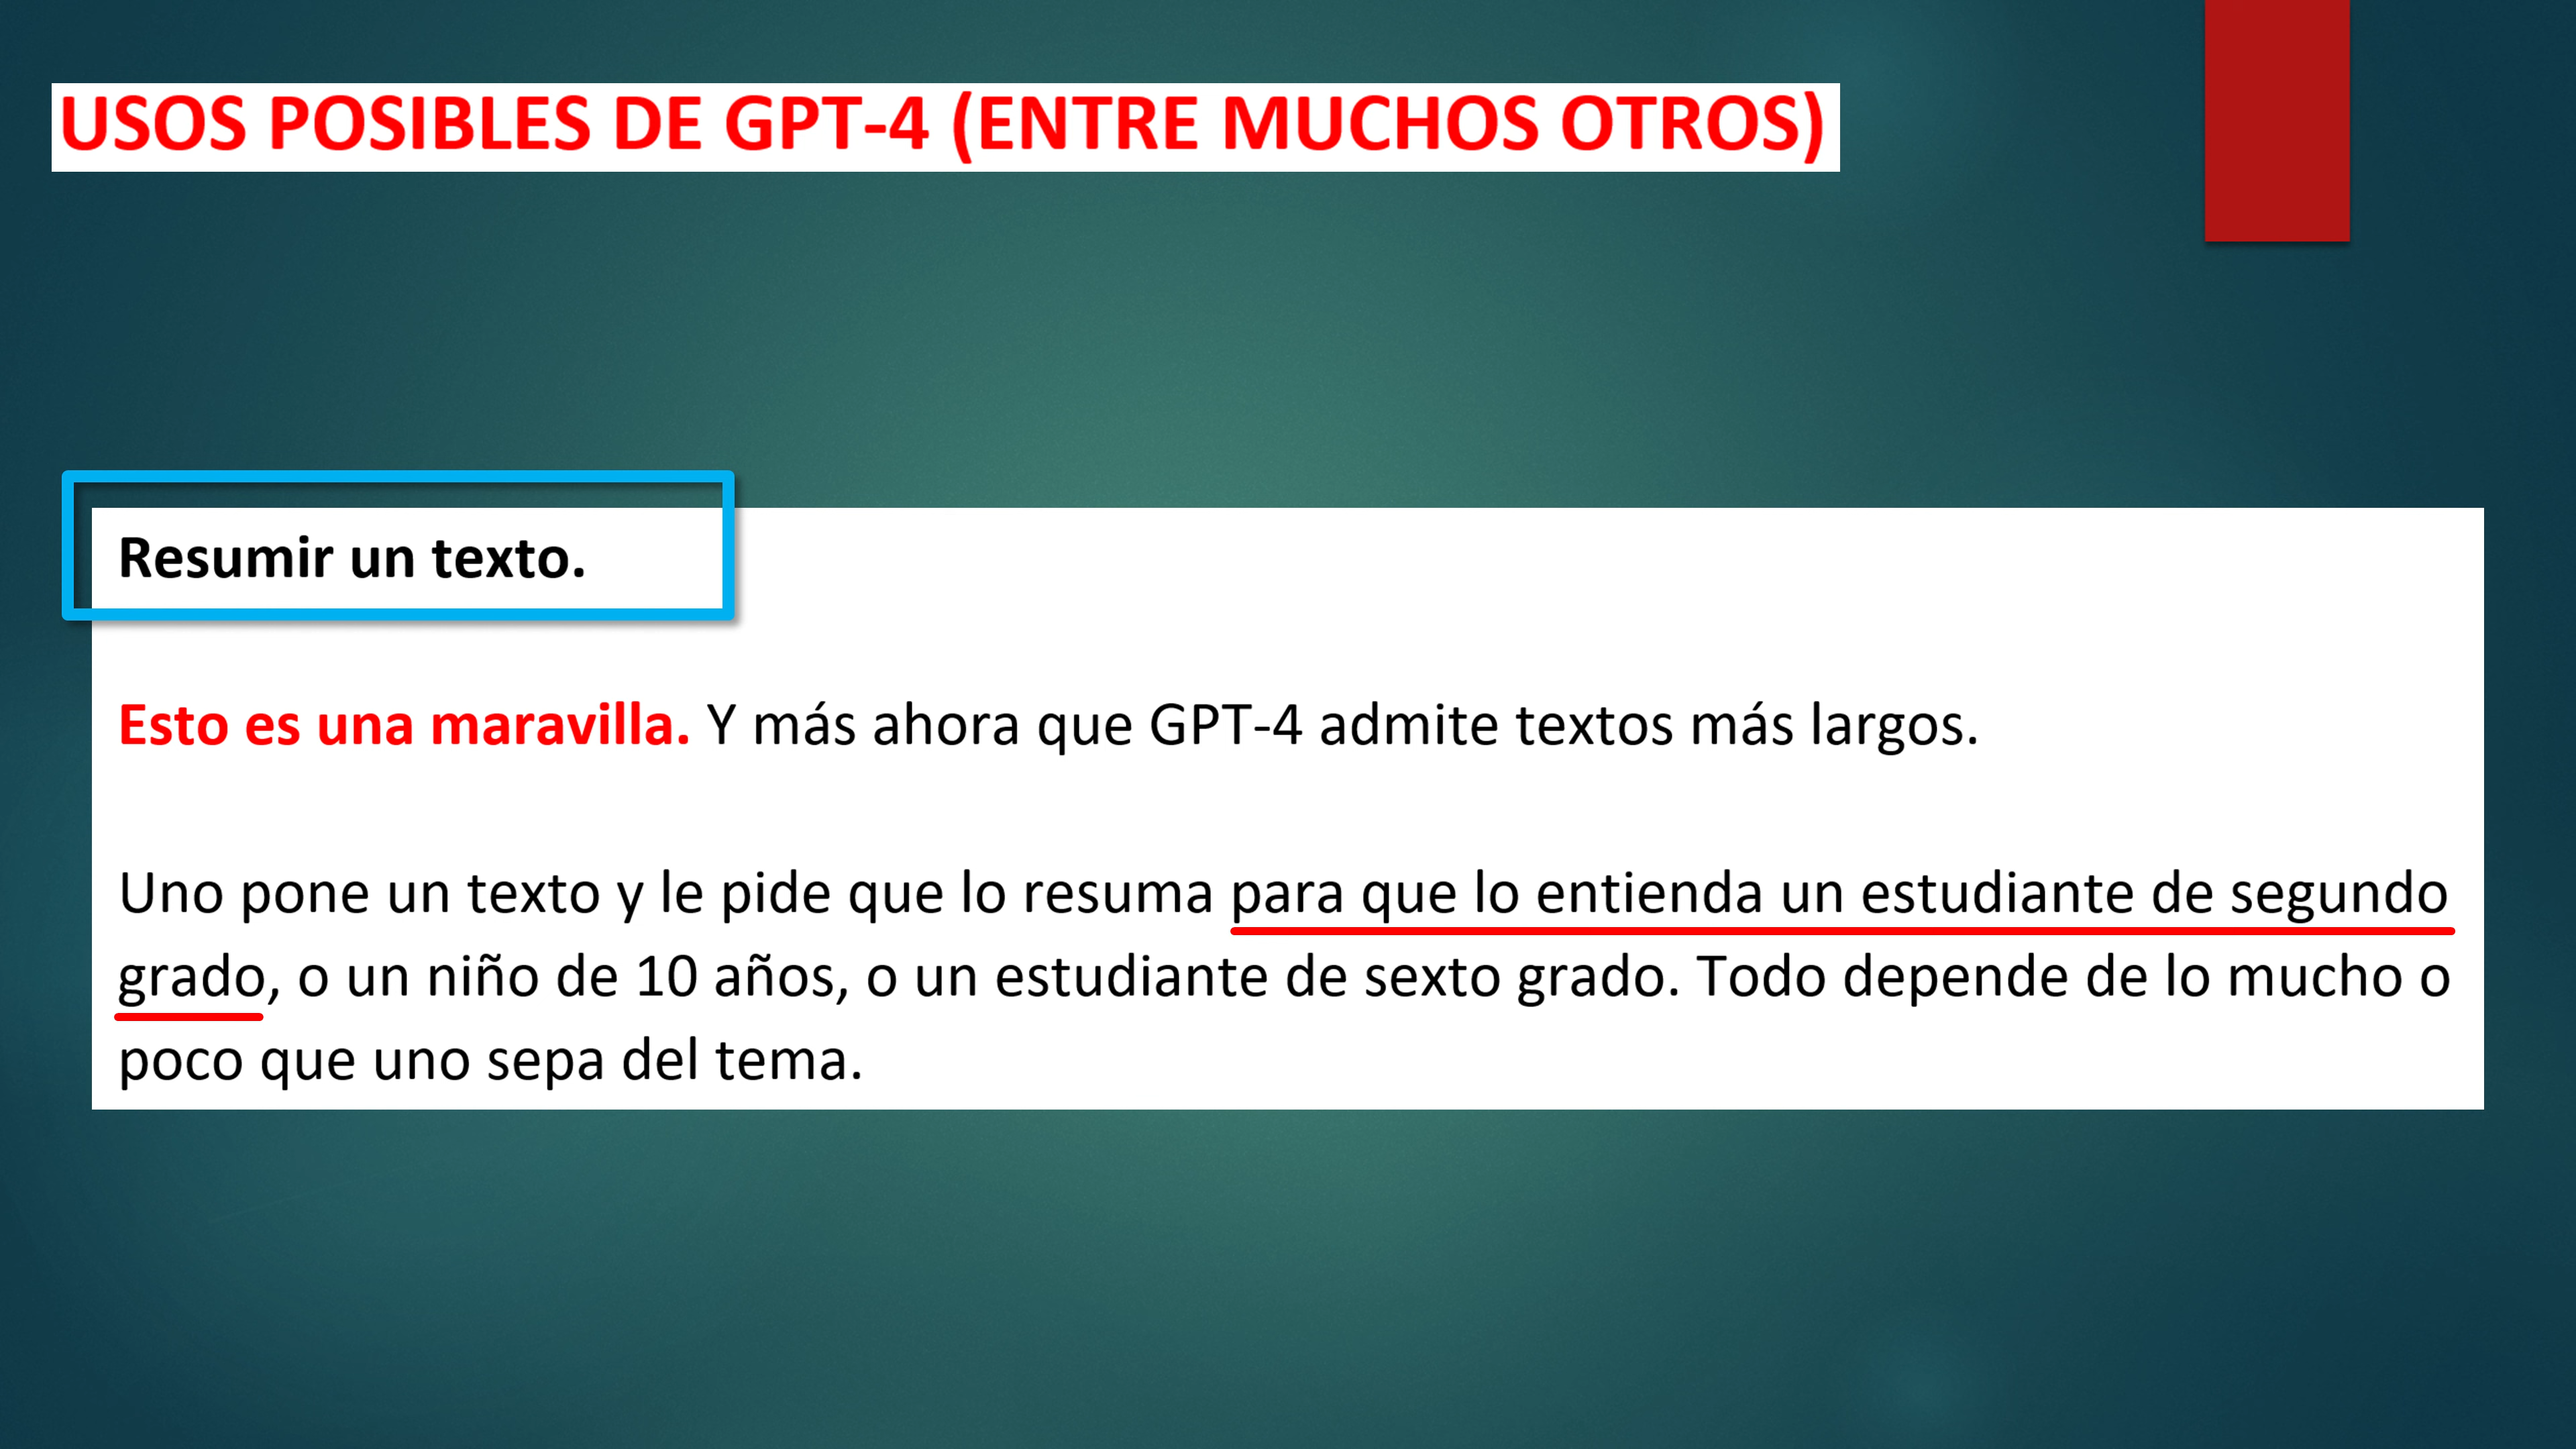 USOS POSIBLES DE GPT-4 (ENTRE MUCHOS OTROS)
Resumir un texto.
Esto es una maravilla. Y más ahora que GPT-4 admite textos más largos.
Uno pone un texto y le pide que lo resuma para que lo entienda un estudiante de segundo
grado, o un niño de 10 años, o un estudiante de sexto grado. Todo depende de lo mucho o
poco que uno sepa del tema.